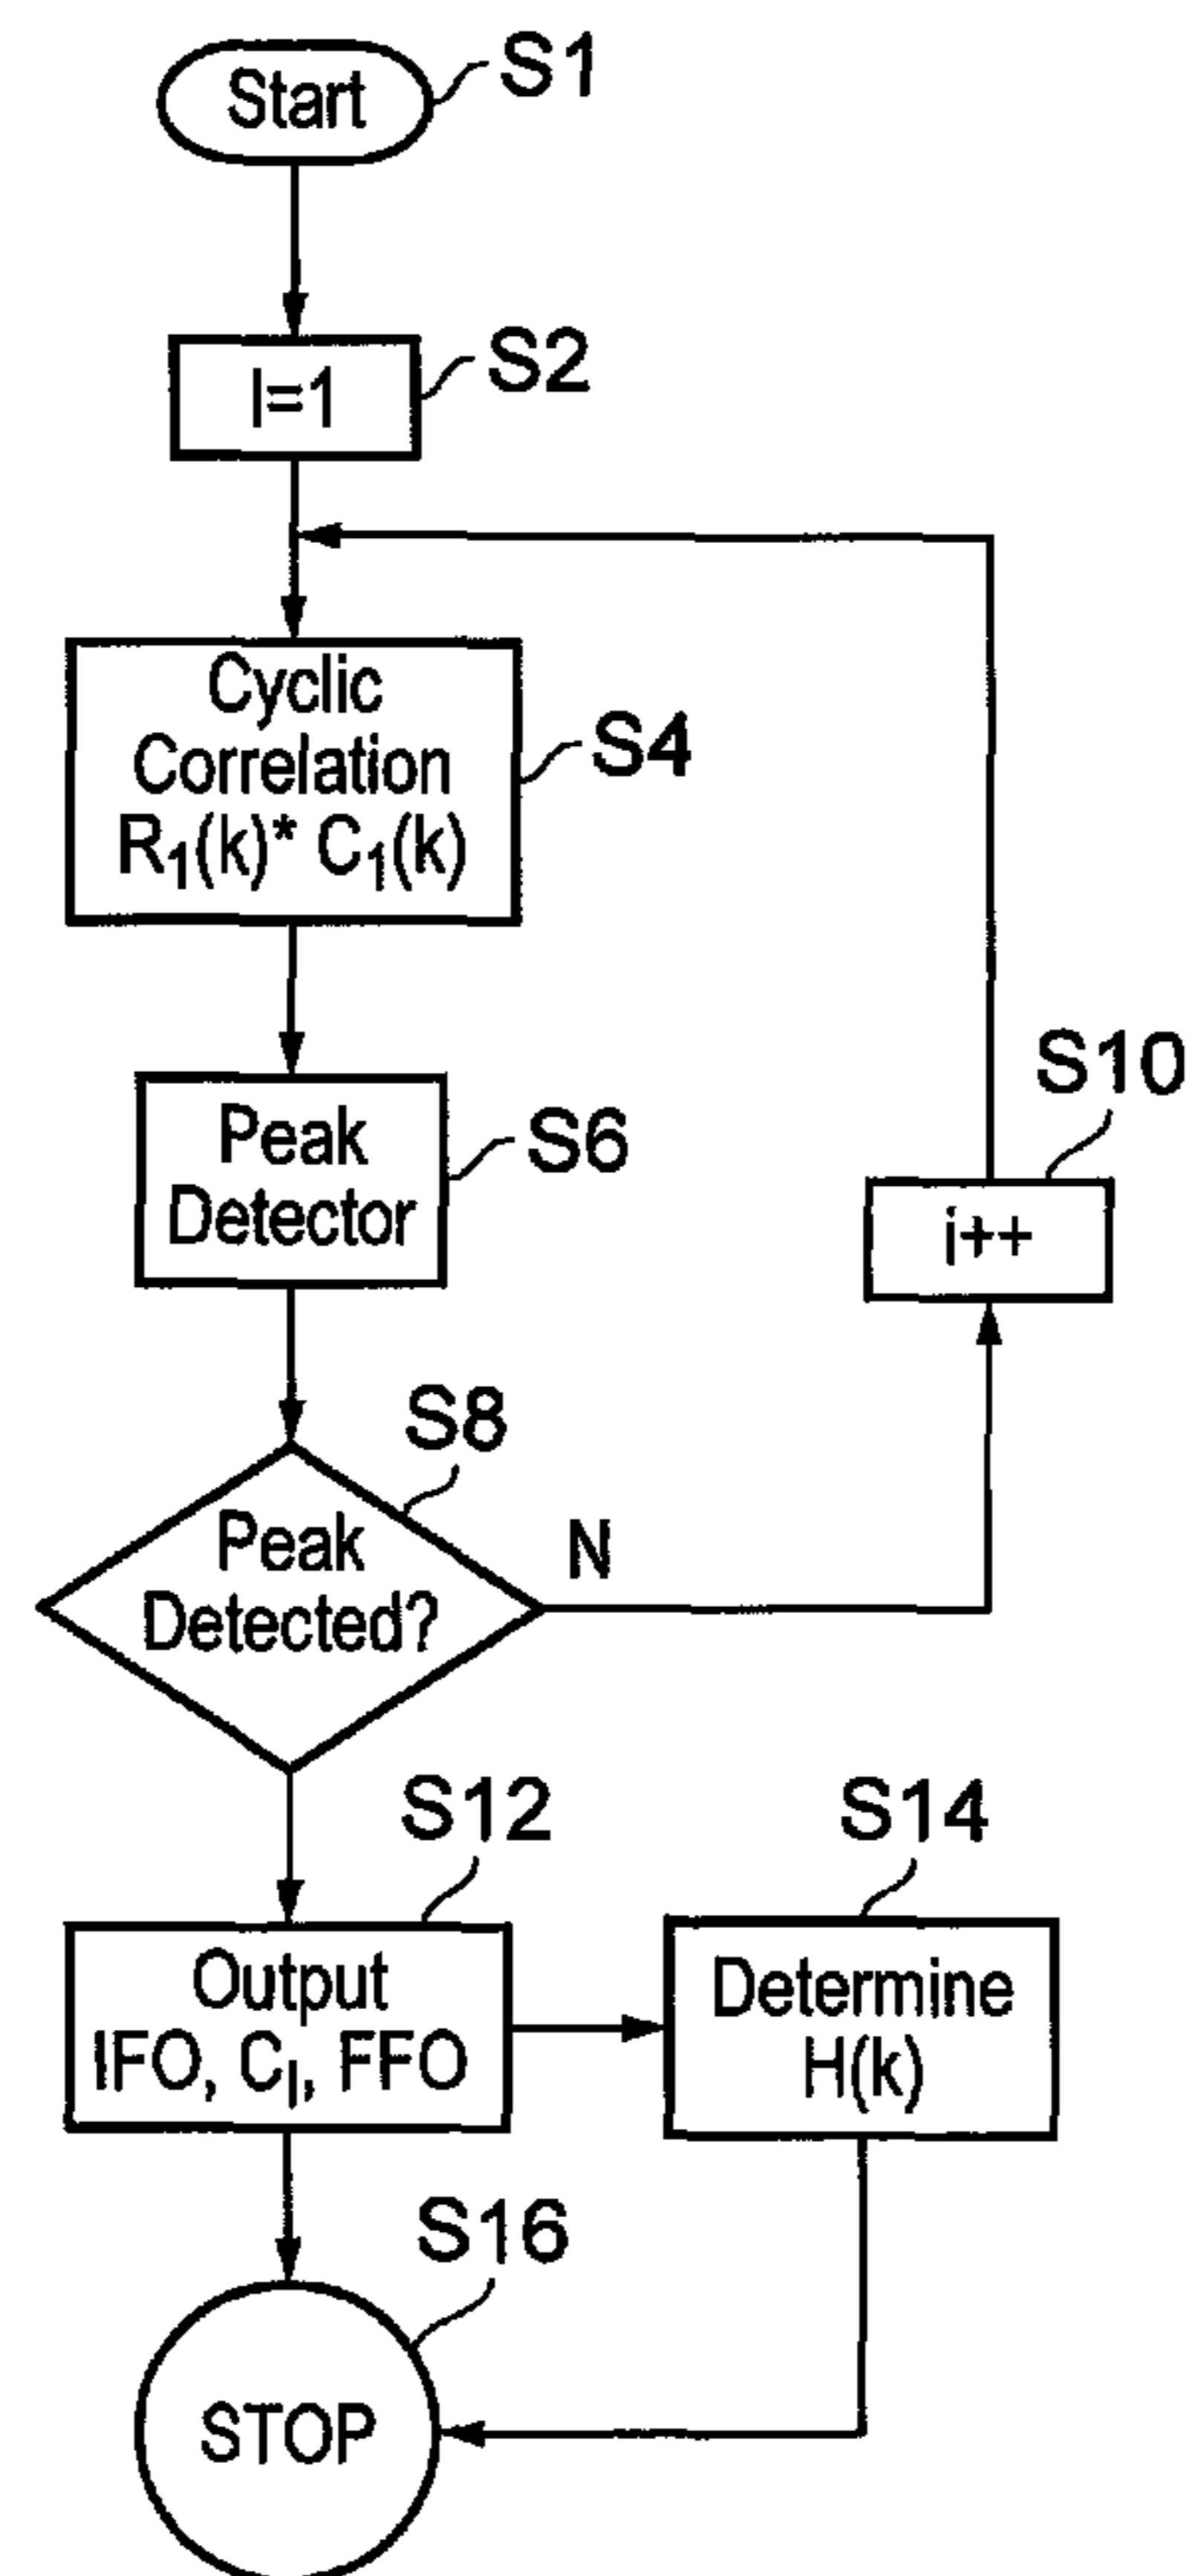 Start
S1
I=1
S2
Cyclic
Correlation
R₁(k)* C₁(k)
S4
Peak
Detector
S6
S10
i++
S8
Peak
Detected?
N
S12
Output
IFO, Cₗ, FFO
S14
Determine
H(k)
S16
STOP